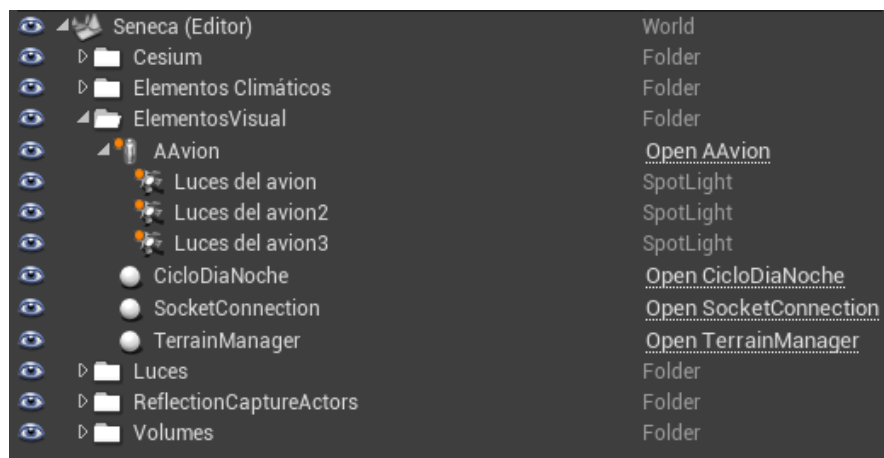 Seneca (Editor) World
Cesium Folder
Elementos Climáticos Folder
ElementosVisual Folder
AAvion Open AAvion
Luces del avion SpotLight
Luces del avion2 SpotLight
Luces del avion3 SpotLight
CicloDiaNoche Open CicloDiaNoche
SocketConnection Open SocketConnection
TerrainManager Open TerrainManager
Luces Folder
ReflectionCaptureActors Folder
Volumes Folder